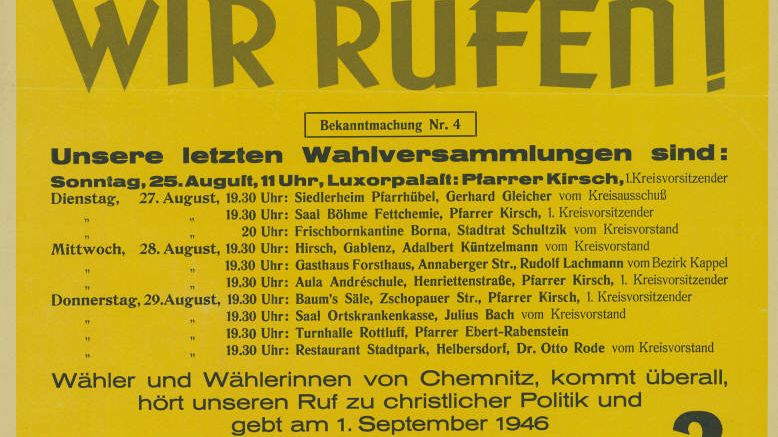 WIR RUFEN!
Bekanntmachung Nr. 4
Unsere letzten Wahlversammlungen sind:
Sonntag, 25. August, 11 Uhr, Luxorpalast: Pfarrer Kirsch, 1. Kreisvorsitzender
Dienstag, 27. August, 19.30 Uhr: Siedlerheim Pfarrhübel, Gerhard Gleicher vom Kreisausschuß
„ „ 19.30 Uhr: Saal Böhme Fettchemie, Pfarrer Kirsch, 1. Kreisvorsitzender
„ „ 20 Uhr: Frischbornkantine Borna, Stadtrat Schultzik vom Kreisvorstand
Mittwoch, 28. August, 19.30 Uhr: Hirsch, Gablenz, Adalbert Küntzelmann vom Kreisvorstand
„ „ 19.30 Uhr: Gasthaus Forsthaus, Annaberger Str., Rudolf Lachmann vom Bezirk Kappel
„ „ 19.30 Uhr: Aula Andréschule, Henriettenstraße, Pfarrer Kirsch, 1. Kreisvorsitzender
Donnerstag, 29. August, 19.30 Uhr: Baum's Säle, Zschopauer Str., Pfarrer Kirsch, 1. Kreisvorsitzender
„ „ 19.30 Uhr: Saal Ortskrankenkasse, Julius Bach vom Kreisvorstand
„ „ 19.30 Uhr: Turnhalle Rottluff, Pfarrer Ebert-Rabenstein
„ „ 19.30 Uhr: Restaurant Stadtpark, Helbersdorf, Dr. Otto Rode vom Kreisvorstand
Wähler und Wählerinnen von Chemnitz, kommt überall,
hört unseren Ruf zu christlicher Politik und
gebt am 1. September 1946